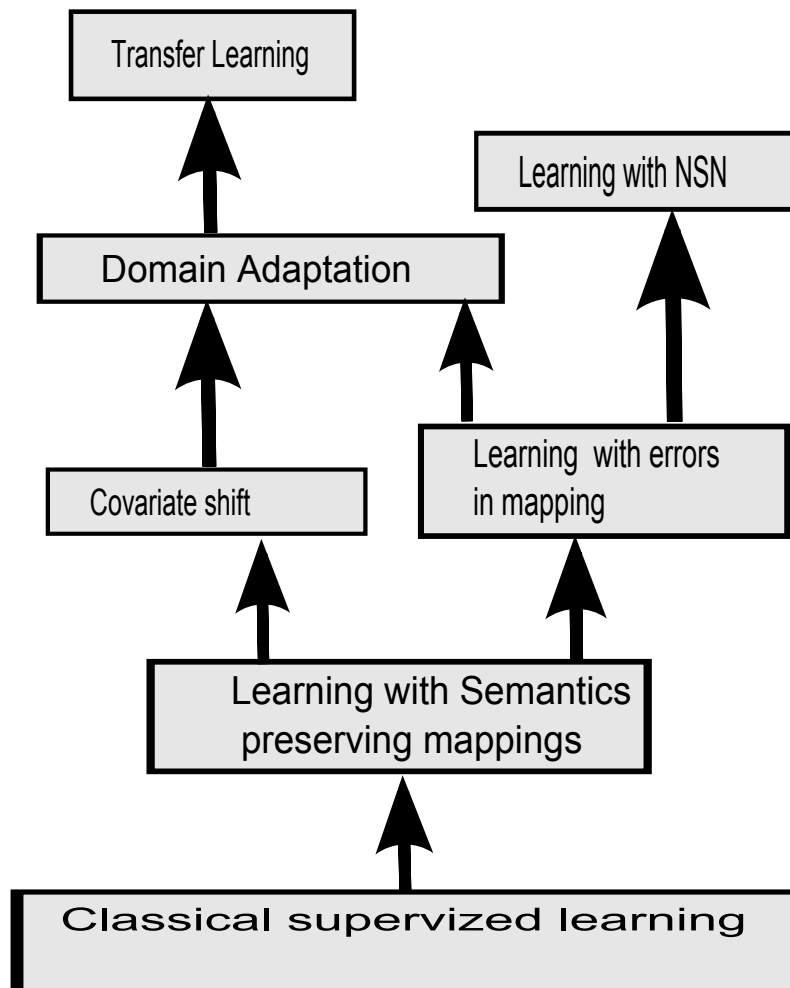 Transfer Learning
Learning with NSN
Domain Adaptation
Learning with errors
in mapping
Covariate shift
Learning with Semantics
preserving mappings
Classical supervized learning